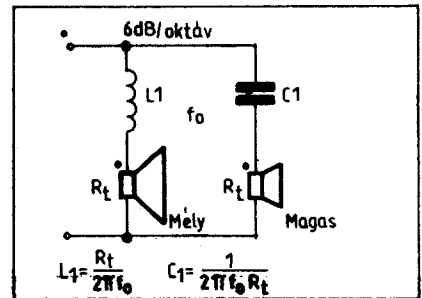 6dB/oktáv
L1
f₀
C1
Rt
Mély
Rt
Magas
L1=Rt/2πf₀
C1=1/2πf₀Rt